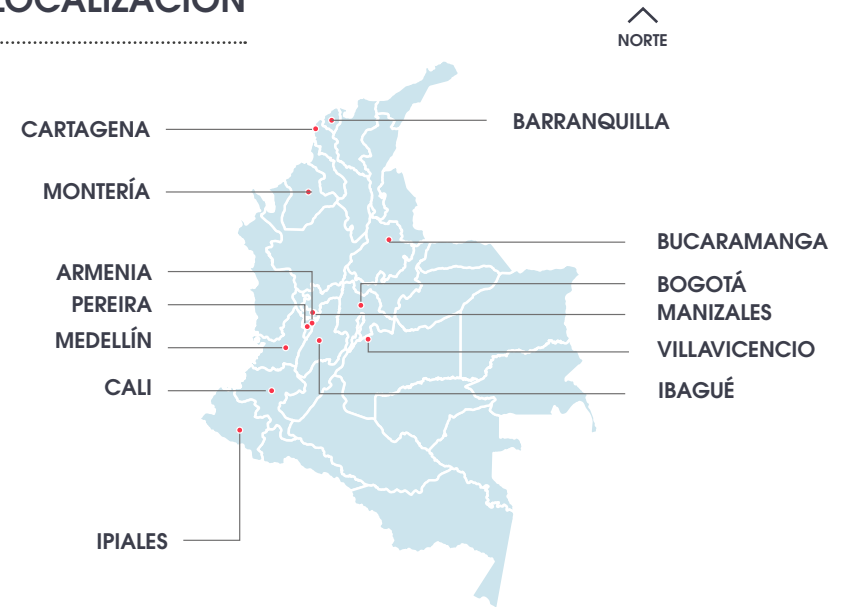 LOCALIZACIÓN
NORTE
CARTAGENA
BARRANQUILLA
MONTERÍA
BUCARAMANGA
ARMENIA
BOGOTÁ
PEREIRA
MANIZALES
MEDELLÍN
VILLAVICENCIO
CALI
IBAGUÉ
IPIALES